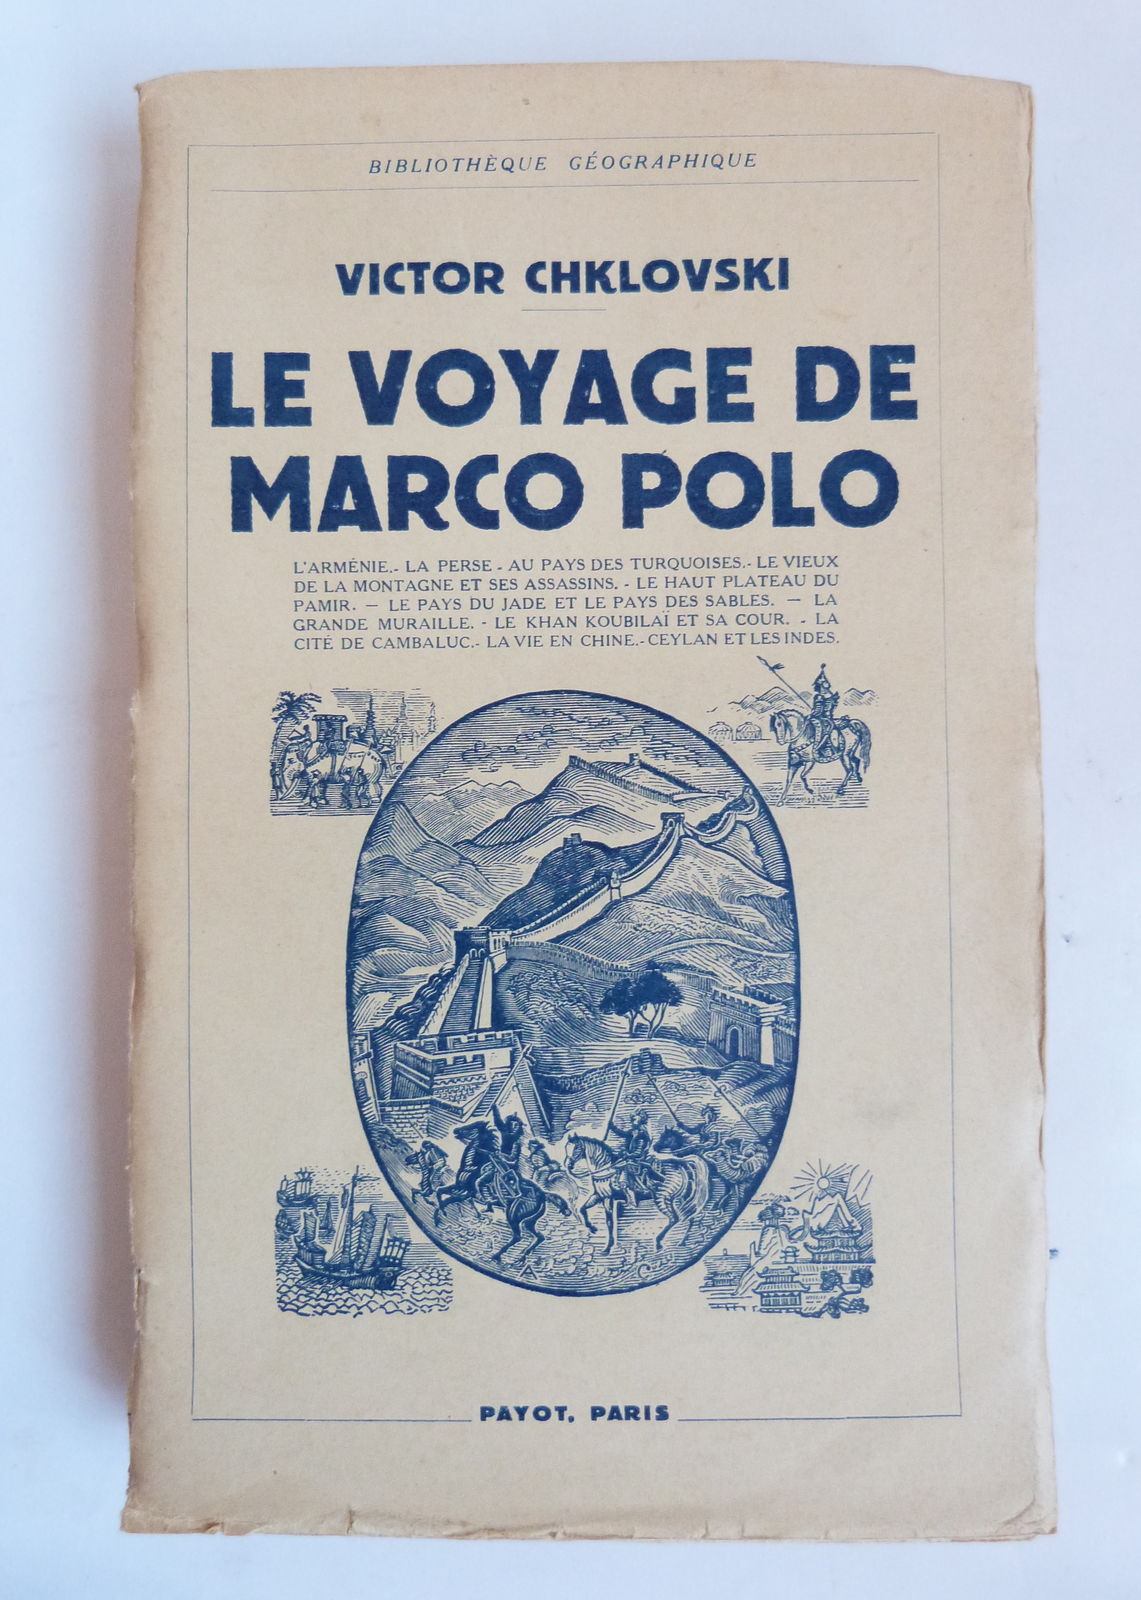 BIBLIOTHÈQUE GÉOGRAPHIQUE
VICTOR CHKLOVSKI
LE VOYAGE DE
MARCO POLO
L'ARMÉNIE.- LA PERSE - AU PAYS DES TURQUOISES.- LE VIEUX
DE LA MONTAGNE ET SES ASSASSINS. - LE HAUT PLATEAU DU
PAMIR. — LE PAYS DU JADE ET LE PAYS DES SABLES. — LA
GRANDE MURAILLE. - LE KHAN KOUBILAÏ ET SA COUR. - LA
CITÉ DE CAMBALUC.- LA VIE EN CHINE.- CEYLAN ET LES INDES.
PAYOT, PARIS